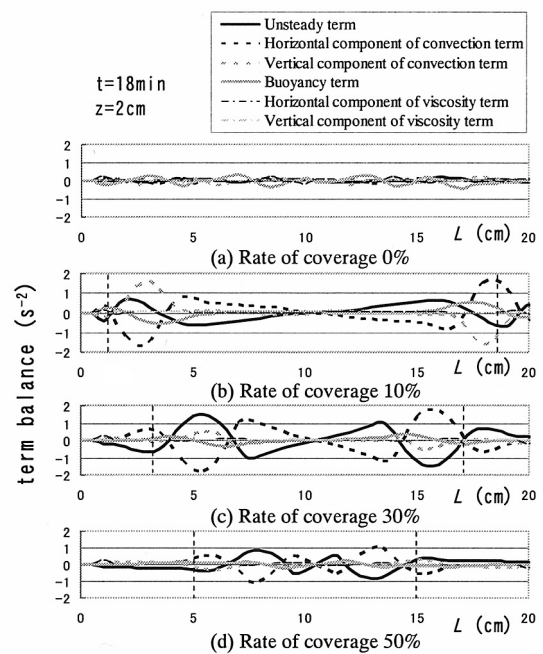 Unsteady term
Horizontal component of convection term
Vertical component of convection term
Buoyancy term
Horizontal component of viscosity term
Vertical component of viscosity term
t=18min
z=2cm
term balance (s⁻²)
2
1
0
-1
-2
0 5 10 15 L (cm) 20
(a) Rate of coverage 0%
2
1
0
-1
-2
0 5 10 15 L (cm) 20
(b) Rate of coverage 10%
2
1
0
-1
-2
0 5 10 15 L (cm) 20
(c) Rate of coverage 30%
2
1
0
-1
-2
0 5 10 15 L (cm) 20
(d) Rate of coverage 50%